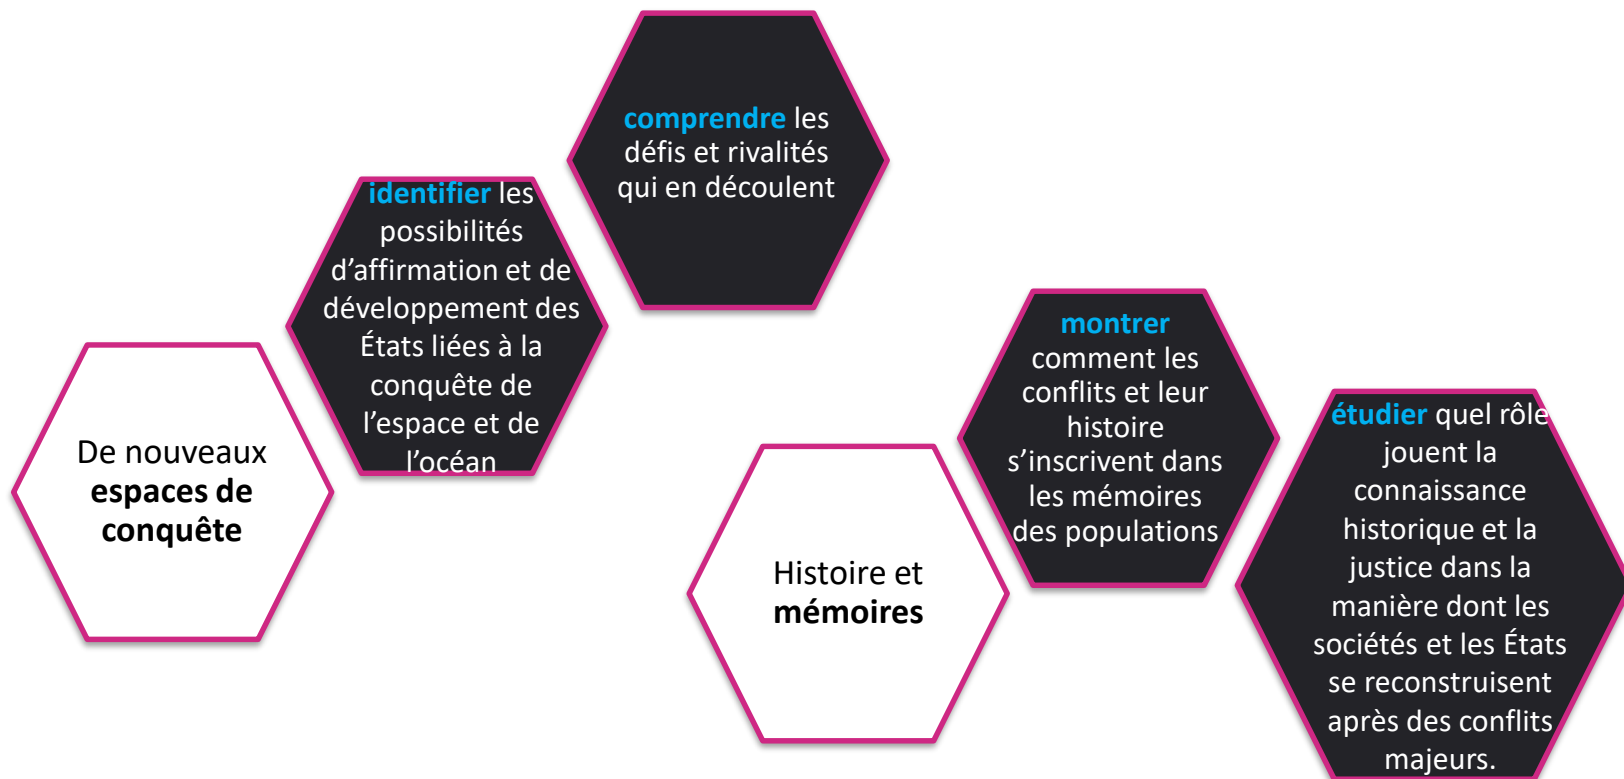 De nouveaux
espaces de
conquête
identifier les
possibilités
d’affirmation et de
développement des
États liées à la
conquête de
l’espace et de
l’océan
comprendre les
défis et rivalités
qui en découlent
Histoire et
mémoires
montrer
comment les
conflits et leur
histoire
s’inscrivent dans
les mémoires
des populations
étudier quel rôle
jouent la
connaissance
historique et la
justice dans la
manière dont les
sociétés et les États
se reconstruisent
après des conflits
majeurs.